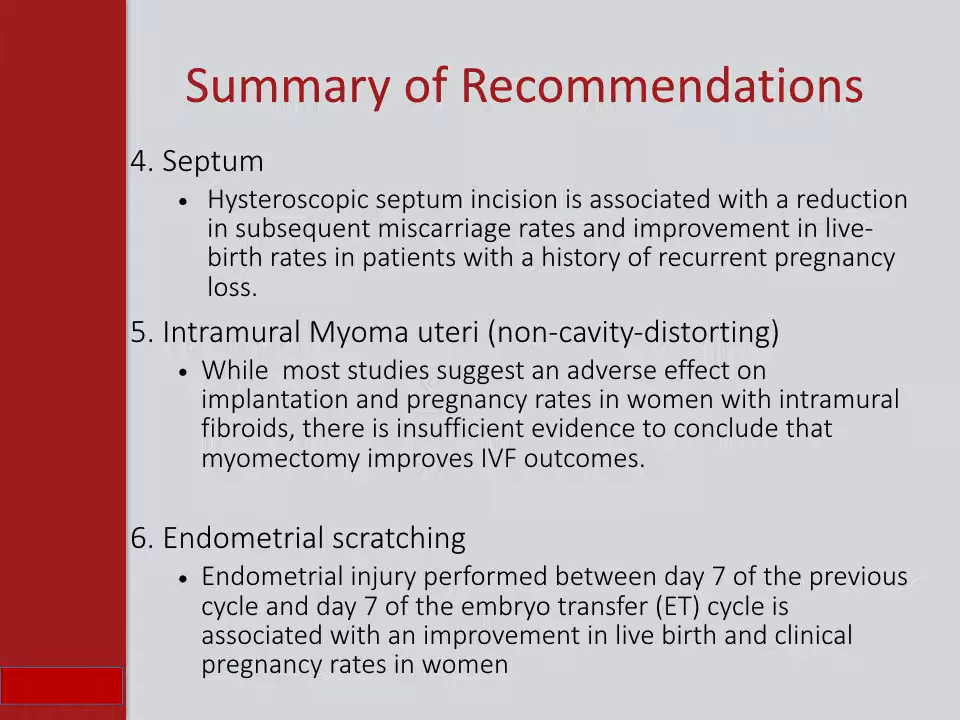 Summary of Recommendations
4. Septum
• Hysteroscopic septum incision is associated with a reduction
in subsequent miscarriage rates and improvement in live-
birth rates in patients with a history of recurrent pregnancy
loss.
5. Intramural Myoma uteri (non-cavity-distorting)
• While  most studies suggest an adverse effect on
implantation and pregnancy rates in women with intramural
fibroids, there is insufficient evidence to conclude that
myomectomy improves IVF outcomes.
6. Endometrial scratching
• Endometrial injury performed between day 7 of the previous
cycle and day 7 of the embryo transfer (ET) cycle is
associated with an improvement in live birth and clinical
pregnancy rates in women